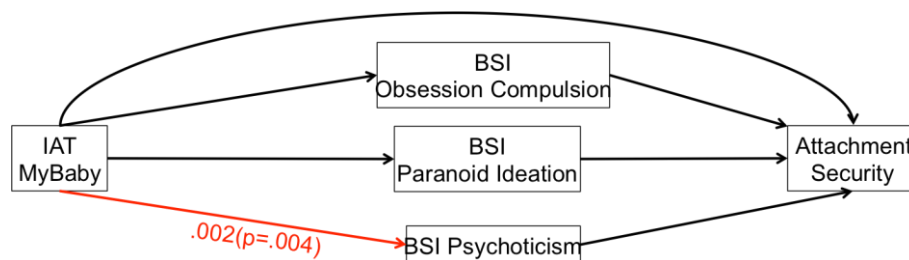 BSI
Obsession Compulsion
IAT
MyBaby
BSI
Paranoid Ideation
Attachment
Security
.002(p=.004)
BSI Psychoticism